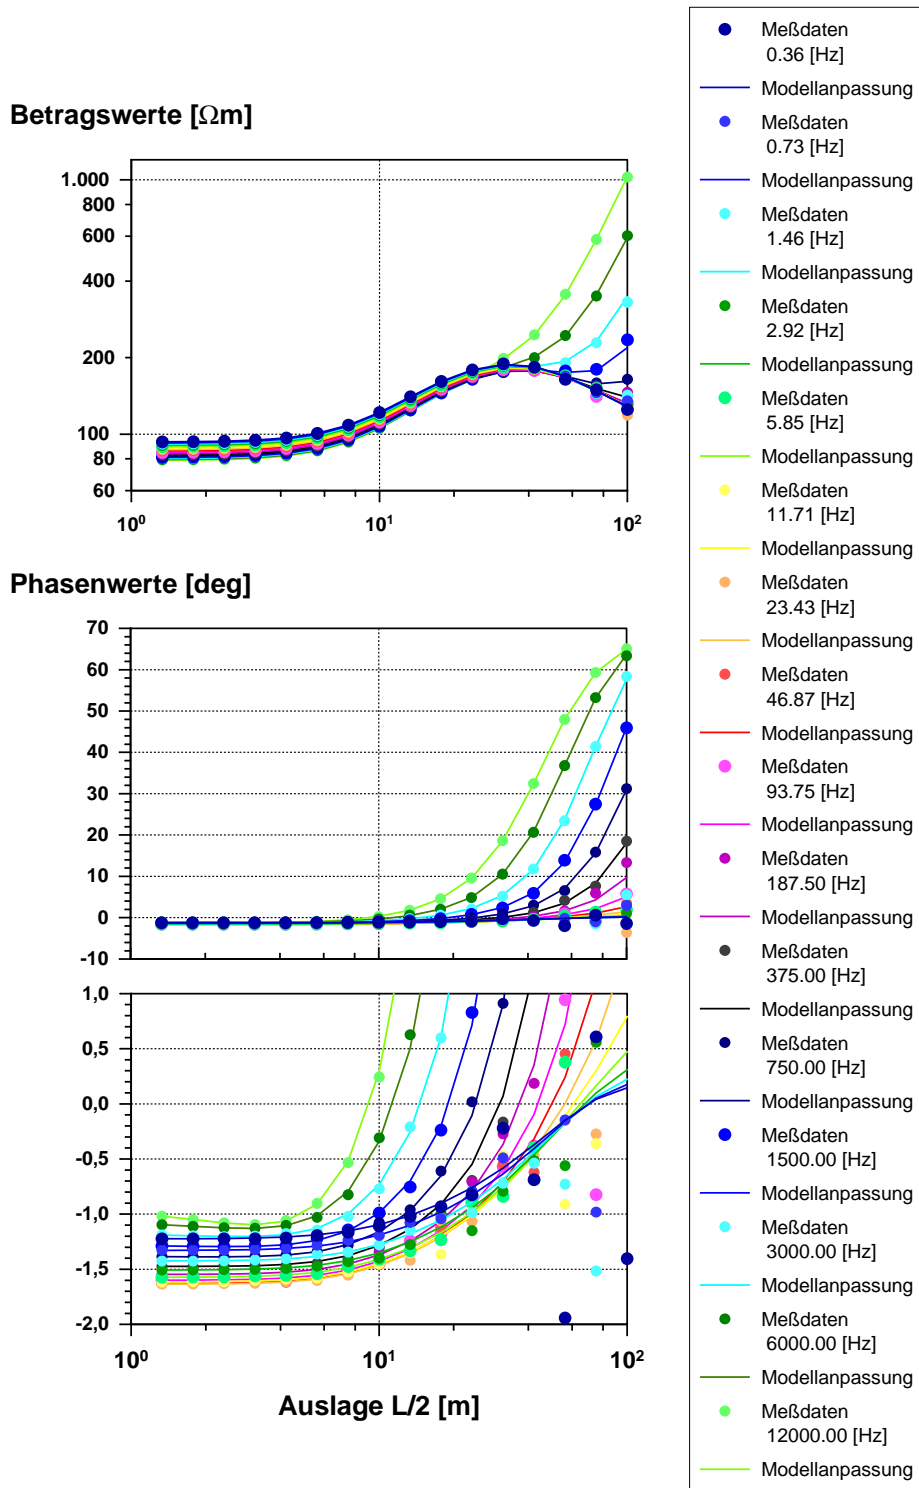 Betragswerte [Ωm]
1.000
800
600
400
200
100
80
60
10⁰
10¹
10²
Phasenwerte [deg]
70
60
50
40
30
20
10
0
-10
1,0
0,5
0,0
-0,5
-1,0
-1,5
-2,0
10⁰
10¹
10²
Auslage L/2 [m]
Meßdaten
0.36 [Hz]
Modellanpassung
Meßdaten
0.73 [Hz]
Modellanpassung
Meßdaten
1.46 [Hz]
Modellanpassung
Meßdaten
2.92 [Hz]
Modellanpassung
Meßdaten
5.85 [Hz]
Modellanpassung
Meßdaten
11.71 [Hz]
Modellanpassung
Meßdaten
23.43 [Hz]
Modellanpassung
Meßdaten
46.87 [Hz]
Modellanpassung
Meßdaten
93.75 [Hz]
Modellanpassung
Meßdaten
187.50 [Hz]
Modellanpassung
Meßdaten
375.00 [Hz]
Modellanpassung
Meßdaten
750.00 [Hz]
Modellanpassung
Meßdaten
1500.00 [Hz]
Modellanpassung
Meßdaten
3000.00 [Hz]
Modellanpassung
Meßdaten
6000.00 [Hz]
Modellanpassung
Meßdaten
12000.00 [Hz]
Modellanpassung